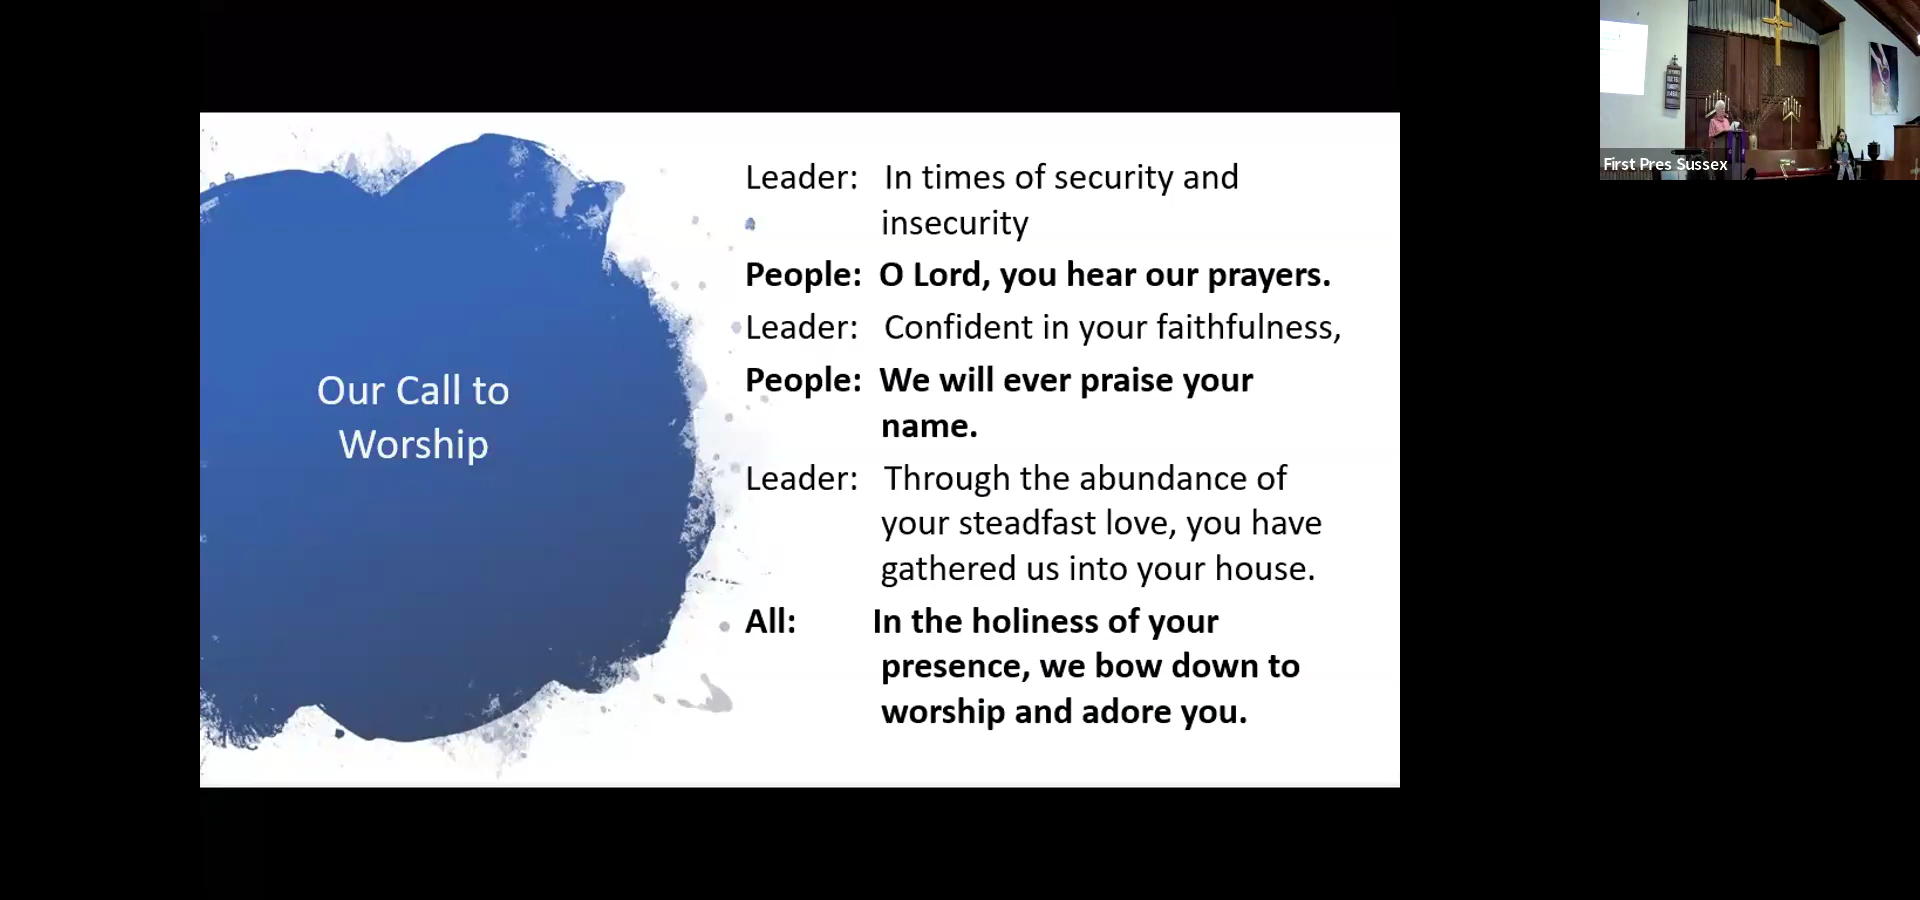 Our Call to
Worship
Leader: In times of security and
insecurity
People: O Lord, you hear our prayers.
Leader: Confident in your faithfulness,
People: We will ever praise your
name.
Leader: Through the abundance of
your steadfast love, you have
gathered us into your house.
All: In the holiness of your
presence, we bow down to
worship and adore you.
First Pres Sussex